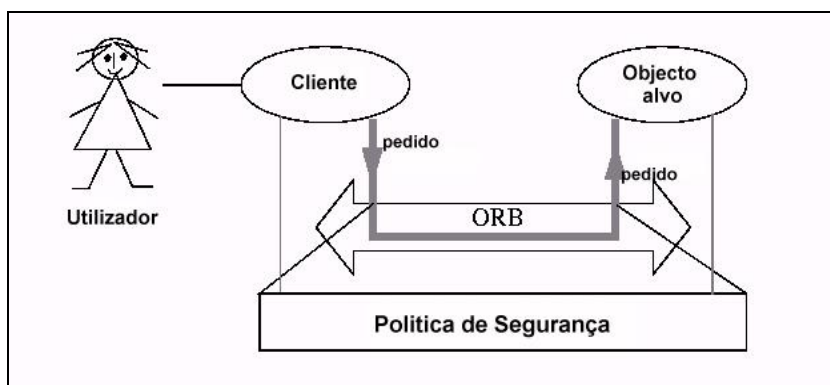 Cliente
Objecto
alvo
pedido
pedido
Utilizador
ORB
Politica de Segurança